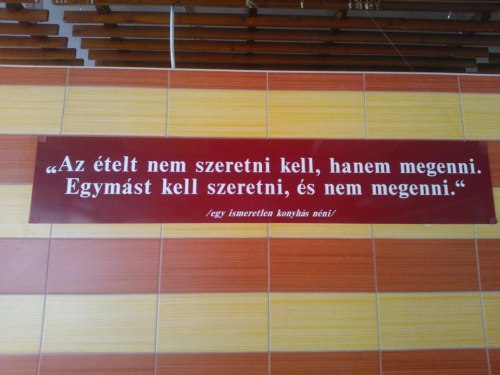 „Az ételt nem szeretni kell, hanem megenni.
Egymást kell szeretni, és nem megenni.“
/egy ismeretlen konyhás néni/